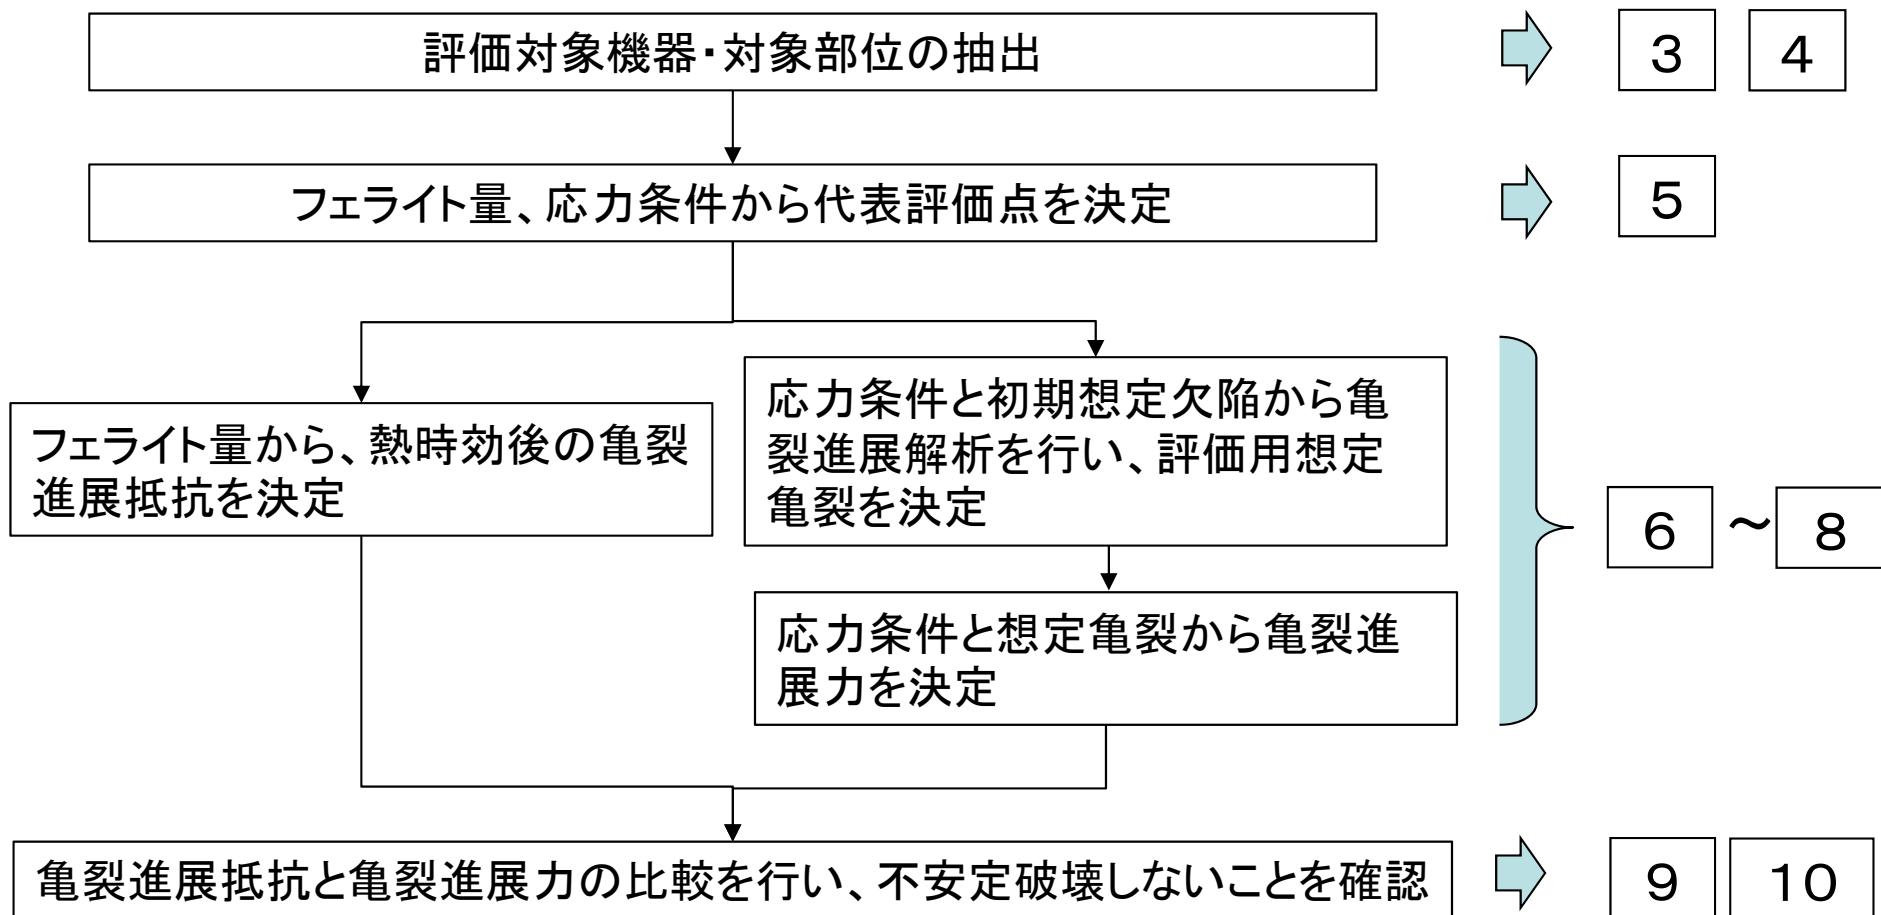 評価対象機器・対象部位の抽出
3 4
フェライト量、応力条件から代表評価点を決定
5
フェライト量から、熱時効後の亀裂
進展抵抗を決定
応力条件と初期想定欠陥から亀
裂進展解析を行い、評価用想定
亀裂を決定
応力条件と想定亀裂から亀裂進
展力を決定
6 ~ 8
亀裂進展抵抗と亀裂進展力の比較を行い、不安定破壊しないことを確認
9 10